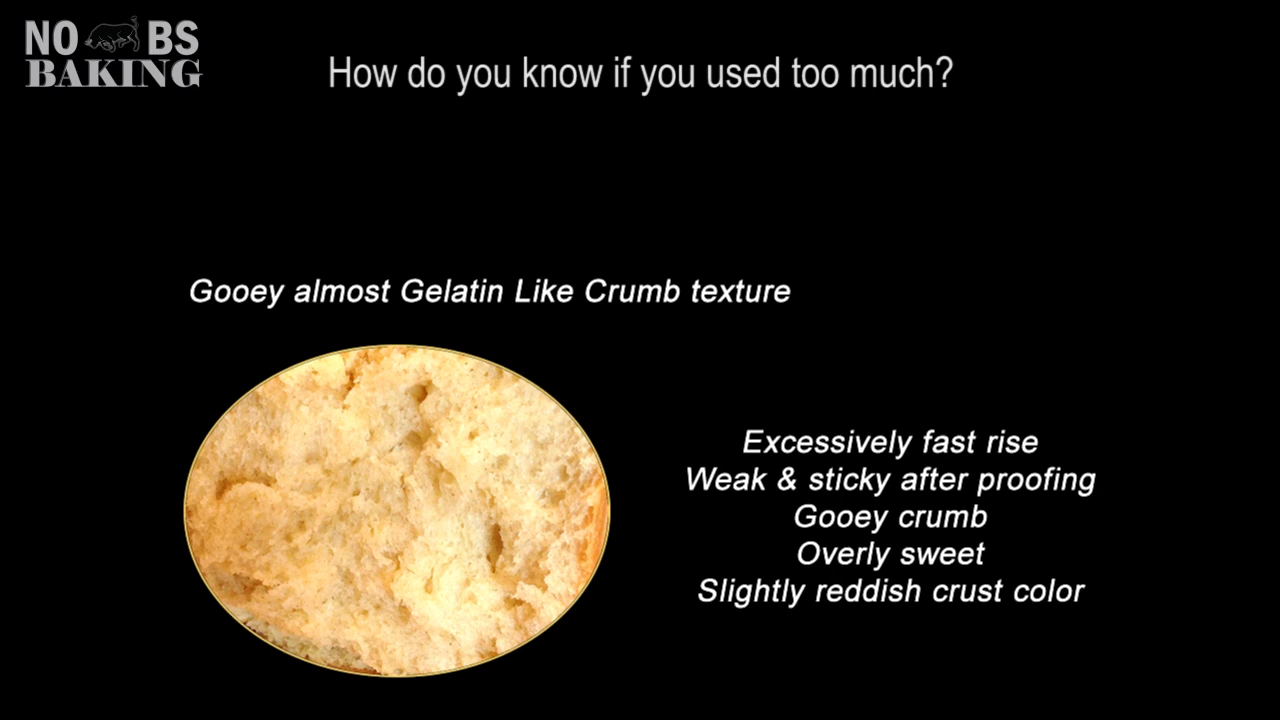 NO BS
BAKING
How do you know if you used too much?
Gooey almost Gelatin Like Crumb texture
Excessively fast rise
Weak & sticky after proofing
Gooey crumb
Overly sweet
Slightly reddish crust color